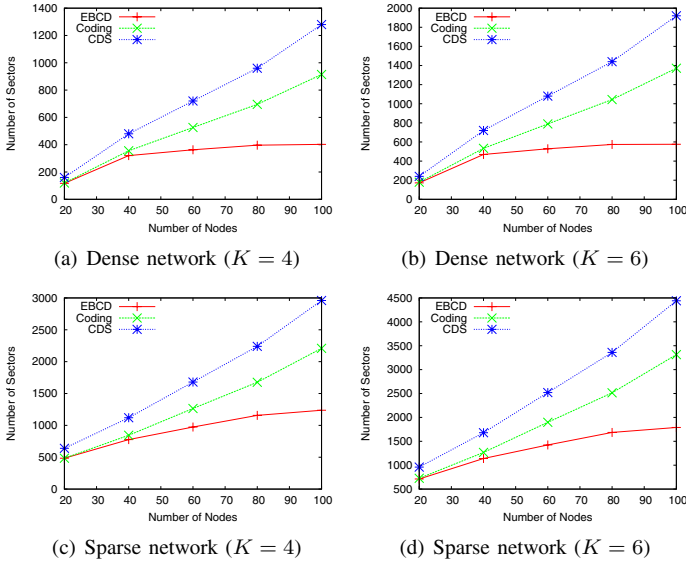 1400
1200
1000
800
600
400
200
0
20 30 40 50 60 70 80 90 100
Number of Sectors
Number of Nodes
EBCD
Coding
CDS
(a) Dense network (K = 4)
2000
1800
1600
1400
1200
1000
800
600
400
200
0
20 30 40 50 60 70 80 90 100
Number of Sectors
Number of Nodes
EBCD
Coding
CDS
(b) Dense network (K = 6)
3000
2500
2000
1500
1000
500
0
20 30 40 50 60 70 80 90 100
Number of Sectors
Number of Nodes
EBCD
Coding
CDS
(c) Sparse network (K = 4)
4500
4000
3500
3000
2500
2000
1500
1000
500
20 30 40 50 60 70 80 90 100
Number of Sectors
Number of Nodes
EBCD
Coding
CDS
(d) Sparse network (K = 6)